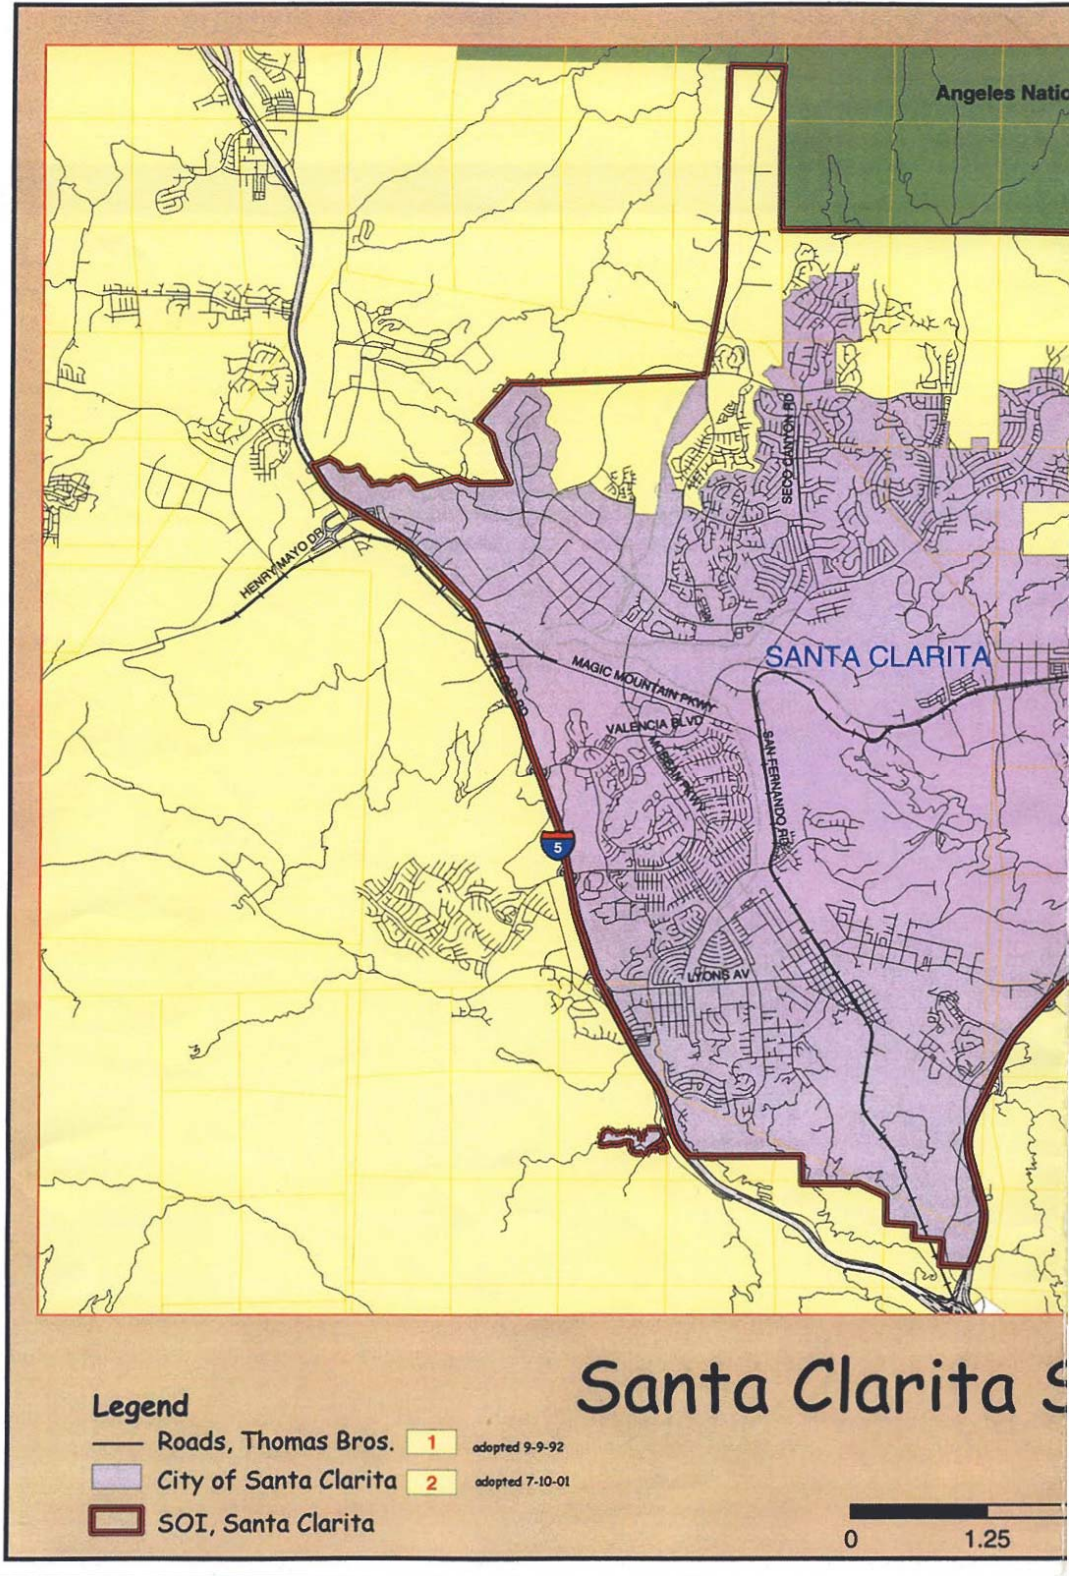 Angeles Natio
SECO CANYON RD
HENRY MAYO DR
SANTA CLARITA
MAGIC MOUNTAIN PKWY
VALENCIA BLVD
MCBEAN PKWY
SAN FERNANDO RD
5
LYONS AV
Santa Clarita S
Legend
Roads, Thomas Bros. 1 adopted 9-9-92
City of Santa Clarita 2 adopted 7-10-01
SOI, Santa Clarita
0 1.25